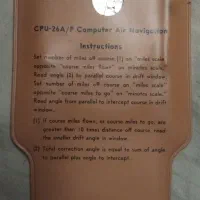 CPU-26A/P Computer Air Navigation
Instructions
Set number of miles off course (1) on "miles scale"
opposite "course miles flown" on "minutes scale."
Read angle (2) to parallel course in drift window.
Set number of miles off course on "miles scale"
opposite "course miles to go" on "minutes scale."
Read angle from parallel to intercept course in drift
window.
(1) If course miles flown, or course miles to go, are
greater than 10 times distance off course read
the smaller drift angle in window.
(2) Total correction angle is equal to sum of angle
to parallel plus angle to intercept.